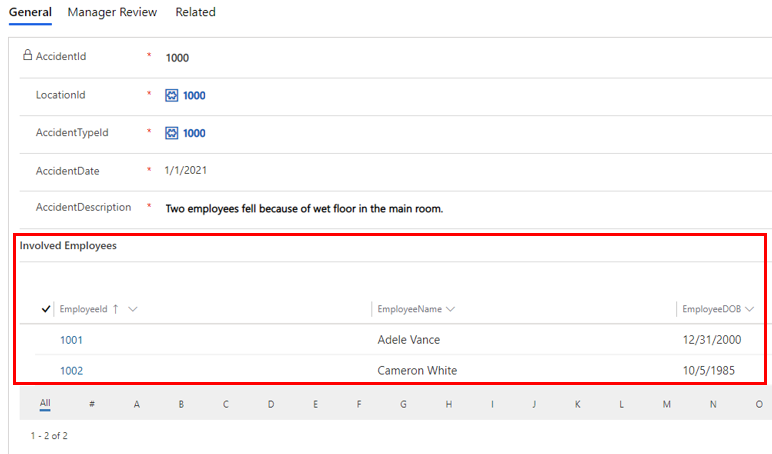 General Manager Review Related
AccidentId * 1000
LocationId * 1000
AccidentTypeId * 1000
AccidentDate * 1/1/2021
AccidentDescription * Two employees fell because of wet floor in the main room.
Involved Employees
EmployeeId ↑ EmployeeName EmployeeDOB
1001 Adele Vance 12/31/2000
1002 Cameron White 10/5/1985
All # A B C D E F G H I J K L M N O
1 - 2 of 2